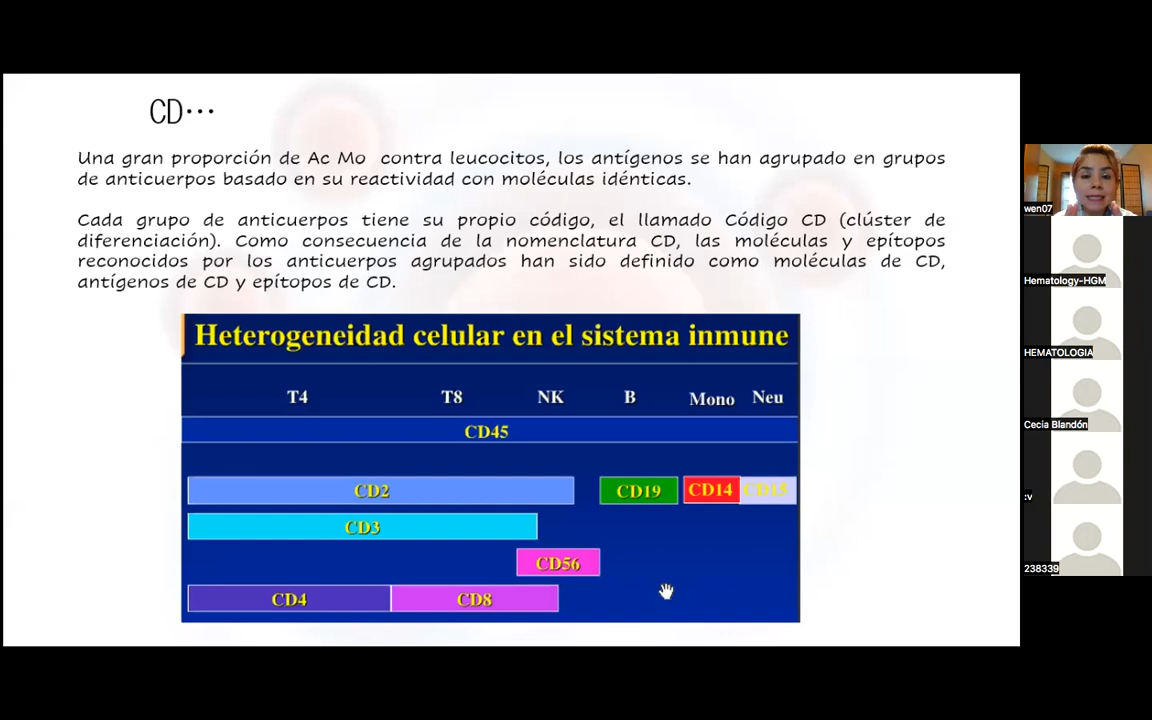 CD…
Una gran proporción de Ac Mo contra leucocitos, los antígenos se han agrupado en grupos
de anticuerpos basado en su reactividad con moléculas idénticas.
Cada grupo de anticuerpos tiene su propio código, el llamado Código CD (clúster de
diferenciación). Como consecuencia de la nomenclatura CD, las moléculas y epítopos
reconocidos por los anticuerpos agrupados han sido definido como moléculas de CD,
antígenos de CD y epítopos de CD.
Heterogeneidad celular en el sistema inmune
T4 T8 NK B Mono Neu
CD45
CD2 CD19 CD14 CD15
CD3
CD56
CD4 CD8
wen07
Hematology-HGM
HEMATOLOGIA
Cecia Blandón
:v
238339